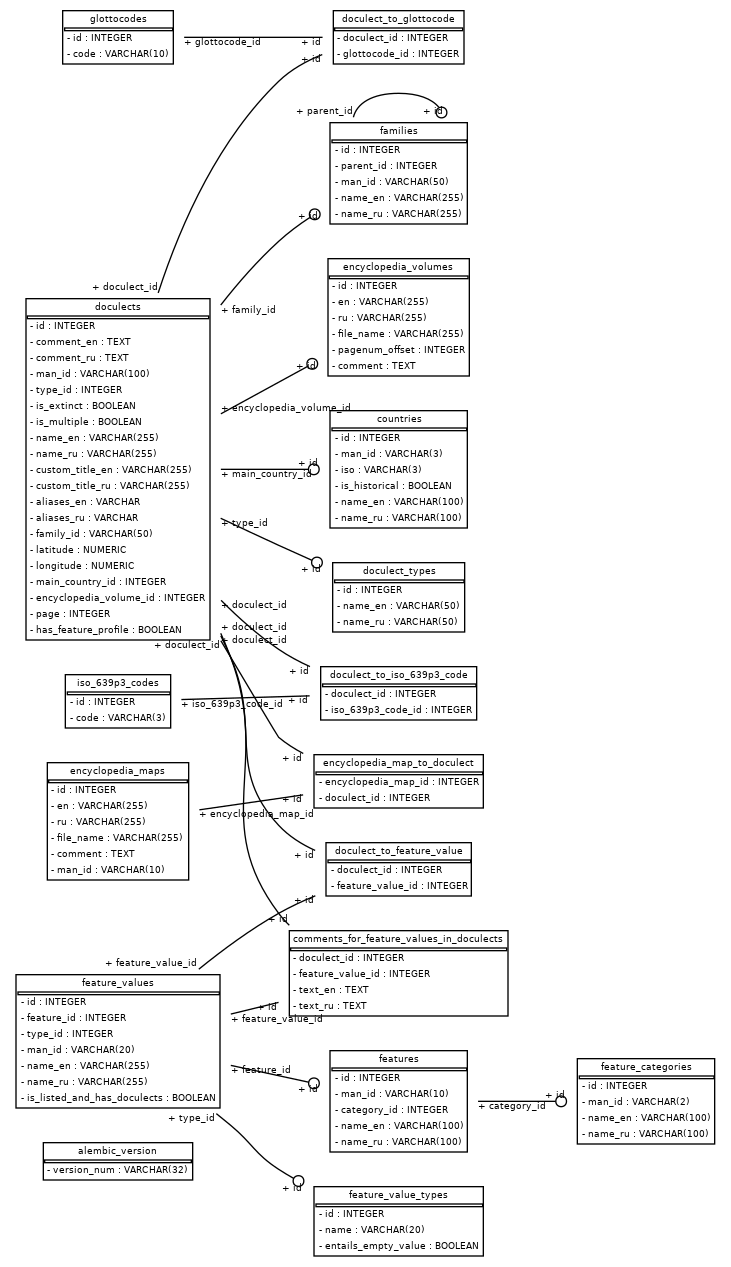 glottocodes
- id : INTEGER
- code : VARCHAR(10)
+ glottocode_id
+ id
doculect_to_glottocode
- doculect_id : INTEGER
- glottocode_id : INTEGER
+ id
+ parent_id
+ id
families
- id : INTEGER
- parent_id : INTEGER
- man_id : VARCHAR(50)
- name_en : VARCHAR(255)
- name_ru : VARCHAR(255)
+ id
encyclopedia_volumes
- id : INTEGER
- en : VARCHAR(255)
- ru : VARCHAR(255)
- file_name : VARCHAR(255)
- pagenum_offset : INTEGER
- comment : TEXT
+ doculect_id
doculects
- id : INTEGER
- comment_en : TEXT
- comment_ru : TEXT
- man_id : VARCHAR(100)
- type_id : INTEGER
- is_extinct : BOOLEAN
- is_multiple : BOOLEAN
- name_en : VARCHAR(255)
- name_ru : VARCHAR(255)
- custom_title_en : VARCHAR(255)
- custom_title_ru : VARCHAR(255)
- aliases_en : VARCHAR
- aliases_ru : VARCHAR
- family_id : VARCHAR(50)
- latitude : NUMERIC
- longitude : NUMERIC
- main_country_id : INTEGER
- encyclopedia_volume_id : INTEGER
- page : INTEGER
- has_feature_profile : BOOLEAN
+ family_id
+ id
+ encyclopedia_volume_id
countries
- id : INTEGER
- man_id : VARCHAR(3)
- iso : VARCHAR(3)
- is_historical : BOOLEAN
- name_en : VARCHAR(100)
- name_ru : VARCHAR(100)
+ id
+ main_country_id
+ type_id
+ id
doculect_types
- id : INTEGER
- name_en : VARCHAR(50)
- name_ru : VARCHAR(50)
+ doculect_id
+ doculect_id
+ doculect_id
+ doculect_id
+ id
doculect_to_iso_639p3_code
- doculect_id : INTEGER
- iso_639p3_code_id : INTEGER
iso_639p3_codes
- id : INTEGER
- code : VARCHAR(3)
+ iso_639p3_code_id
+ id
+ id
encyclopedia_map_to_doculect
- encyclopedia_map_id : INTEGER
- doculect_id : INTEGER
encyclopedia_maps
- id : INTEGER
- en : VARCHAR(255)
- ru : VARCHAR(255)
- file_name : VARCHAR(255)
- comment : TEXT
- man_id : VARCHAR(10)
+ id
+ encyclopedia_map_id
+ id
doculect_to_feature_value
- doculect_id : INTEGER
- feature_value_id : INTEGER
+ id
+ id
comments_for_feature_values_in_doculects
- doculect_id : INTEGER
- feature_value_id : INTEGER
- text_en : TEXT
- text_ru : TEXT
+ feature_value_id
feature_values
- id : INTEGER
- feature_id : INTEGER
- type_id : INTEGER
- man_id : VARCHAR(20)
- name_en : VARCHAR(255)
- name_ru : VARCHAR(255)
- is_listed_and_has_doculects : BOOLEAN
+ id
+ feature_value_id
+ feature_id
+ id
features
- id : INTEGER
- man_id : VARCHAR(10)
- category_id : INTEGER
- name_en : VARCHAR(100)
- name_ru : VARCHAR(100)
+ category_id
+ id
feature_categories
- id : INTEGER
- man_id : VARCHAR(2)
- name_en : VARCHAR(100)
- name_ru : VARCHAR(100)
+ type_id
+ id
alembic_version
- version_num : VARCHAR(32)
feature_value_types
- id : INTEGER
- name : VARCHAR(20)
- entails_empty_value : BOOLEAN